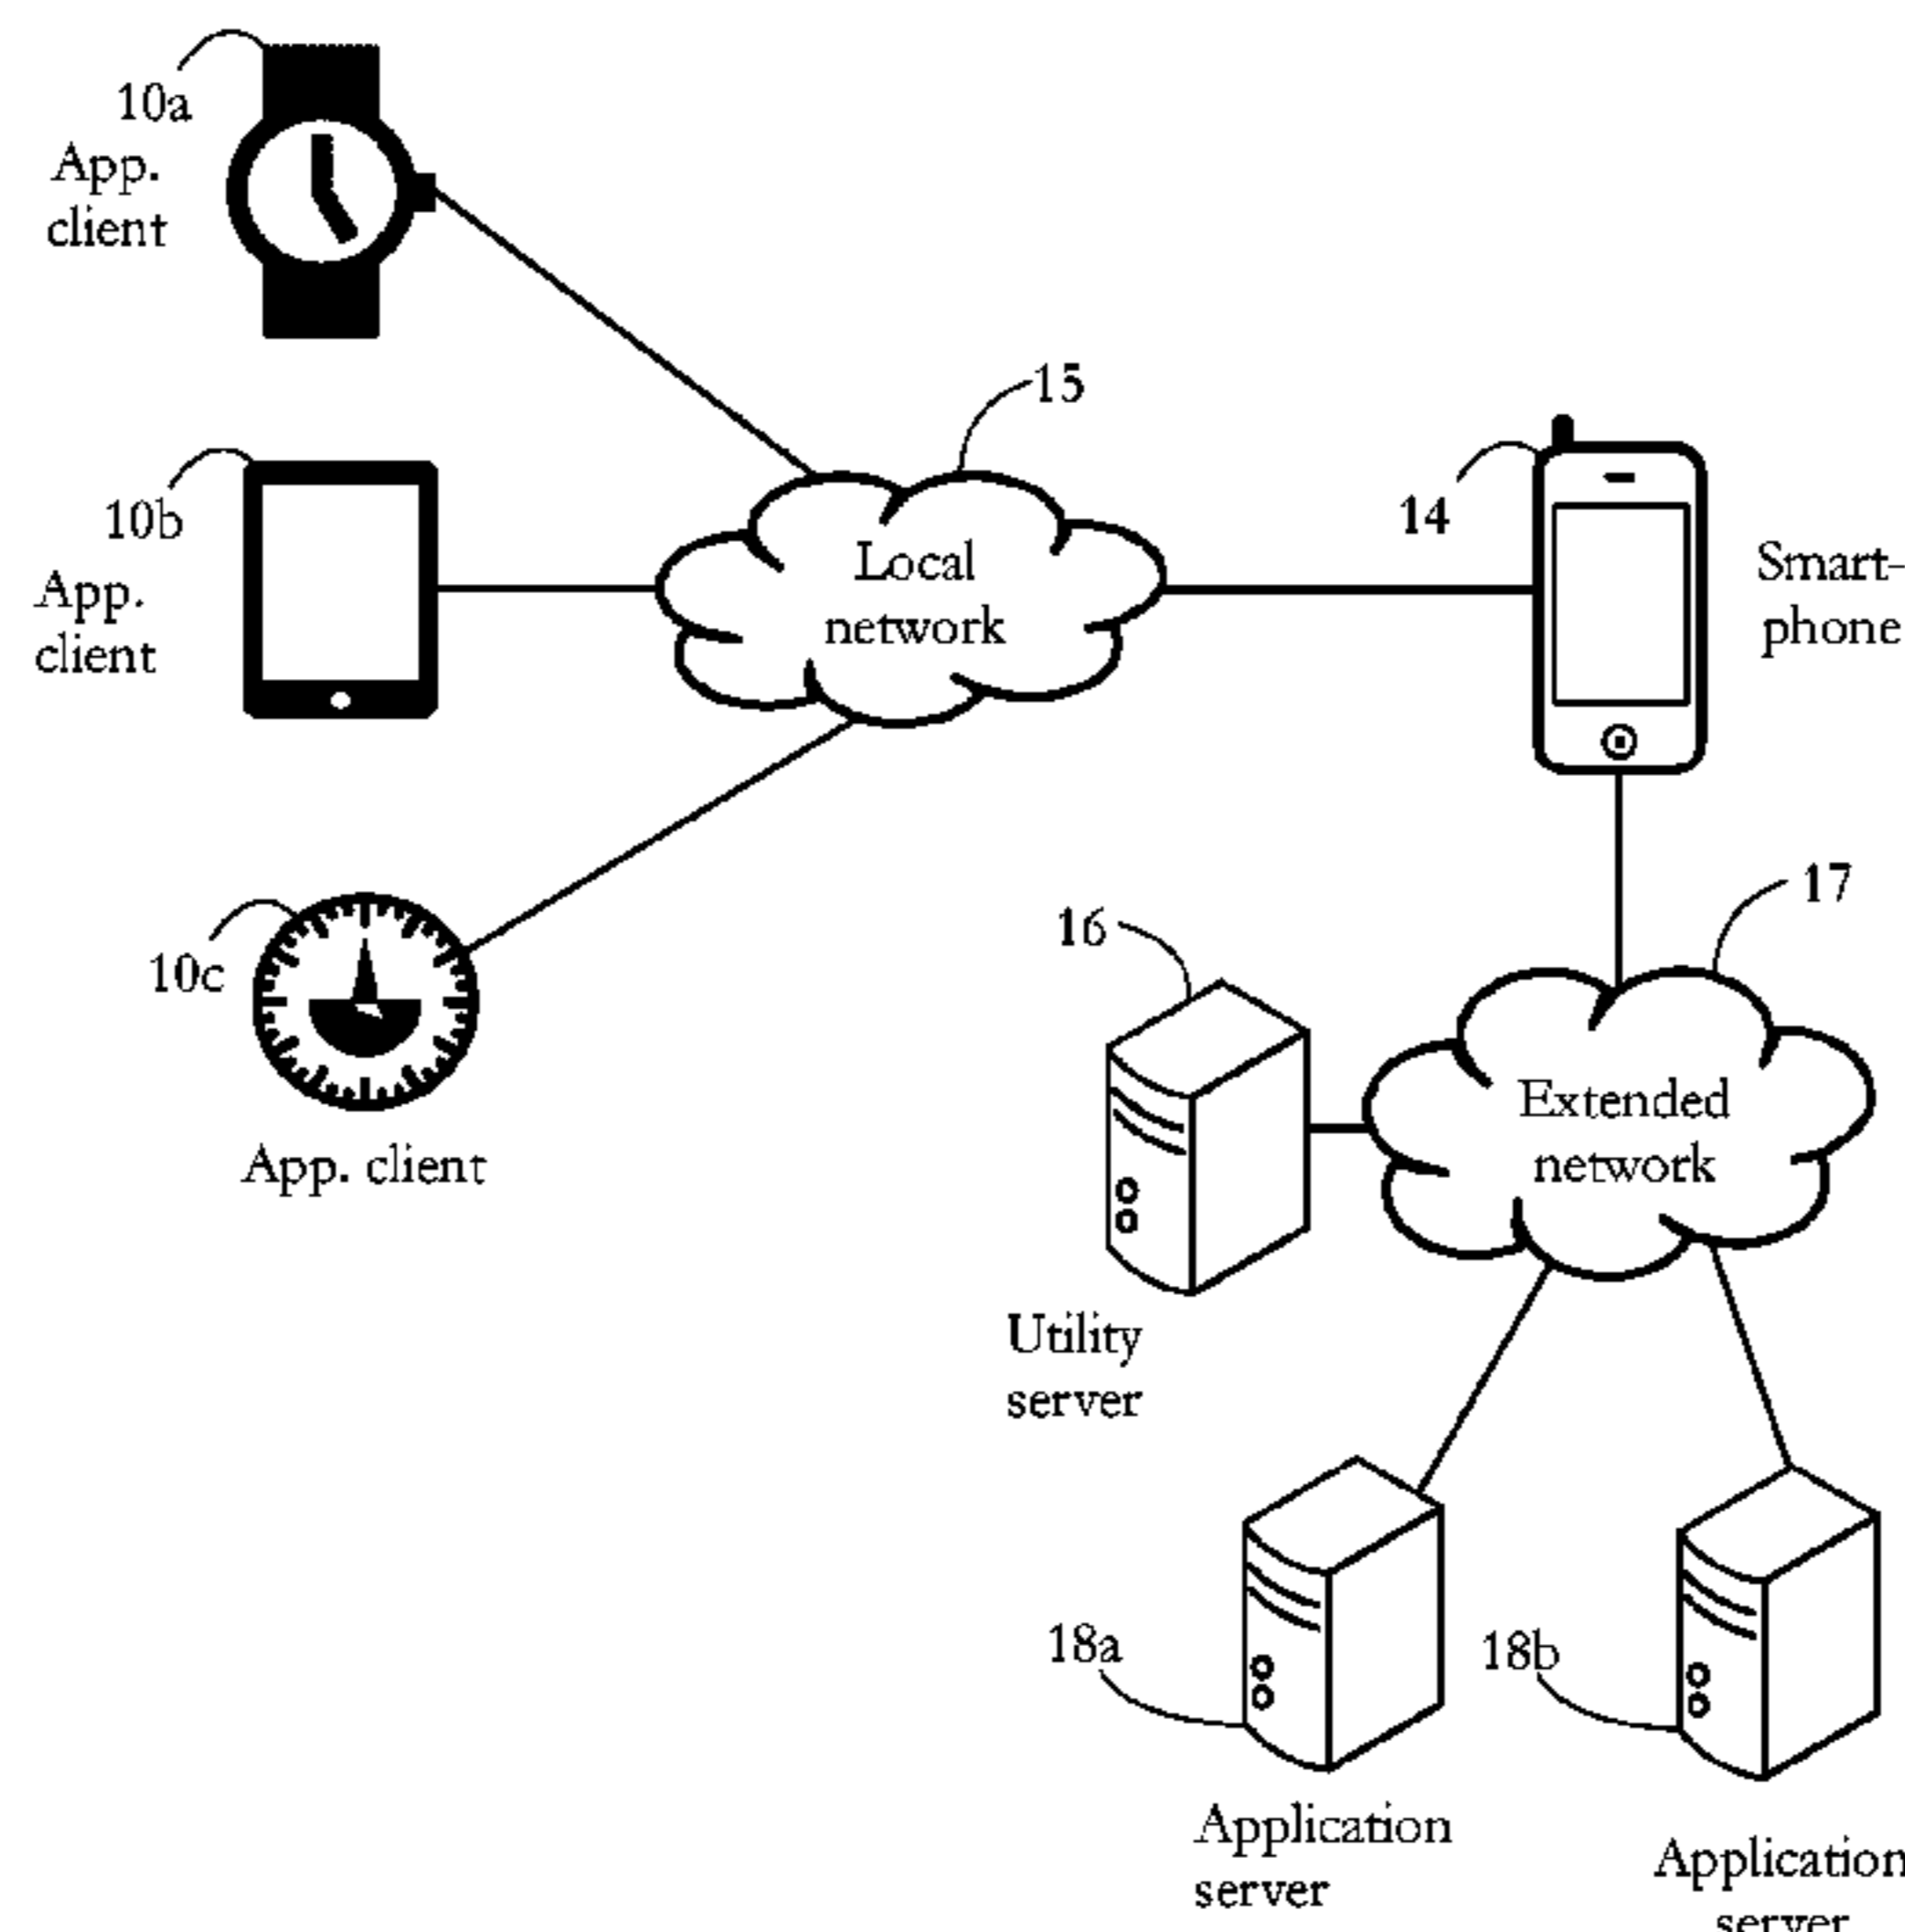 10a
App.
client
15
10b
App.
client
Local
network
14
Smart-
phone
10c
App. client
16
17
Extended
network
Utility
server
18a
18b
Application
server
Application
server